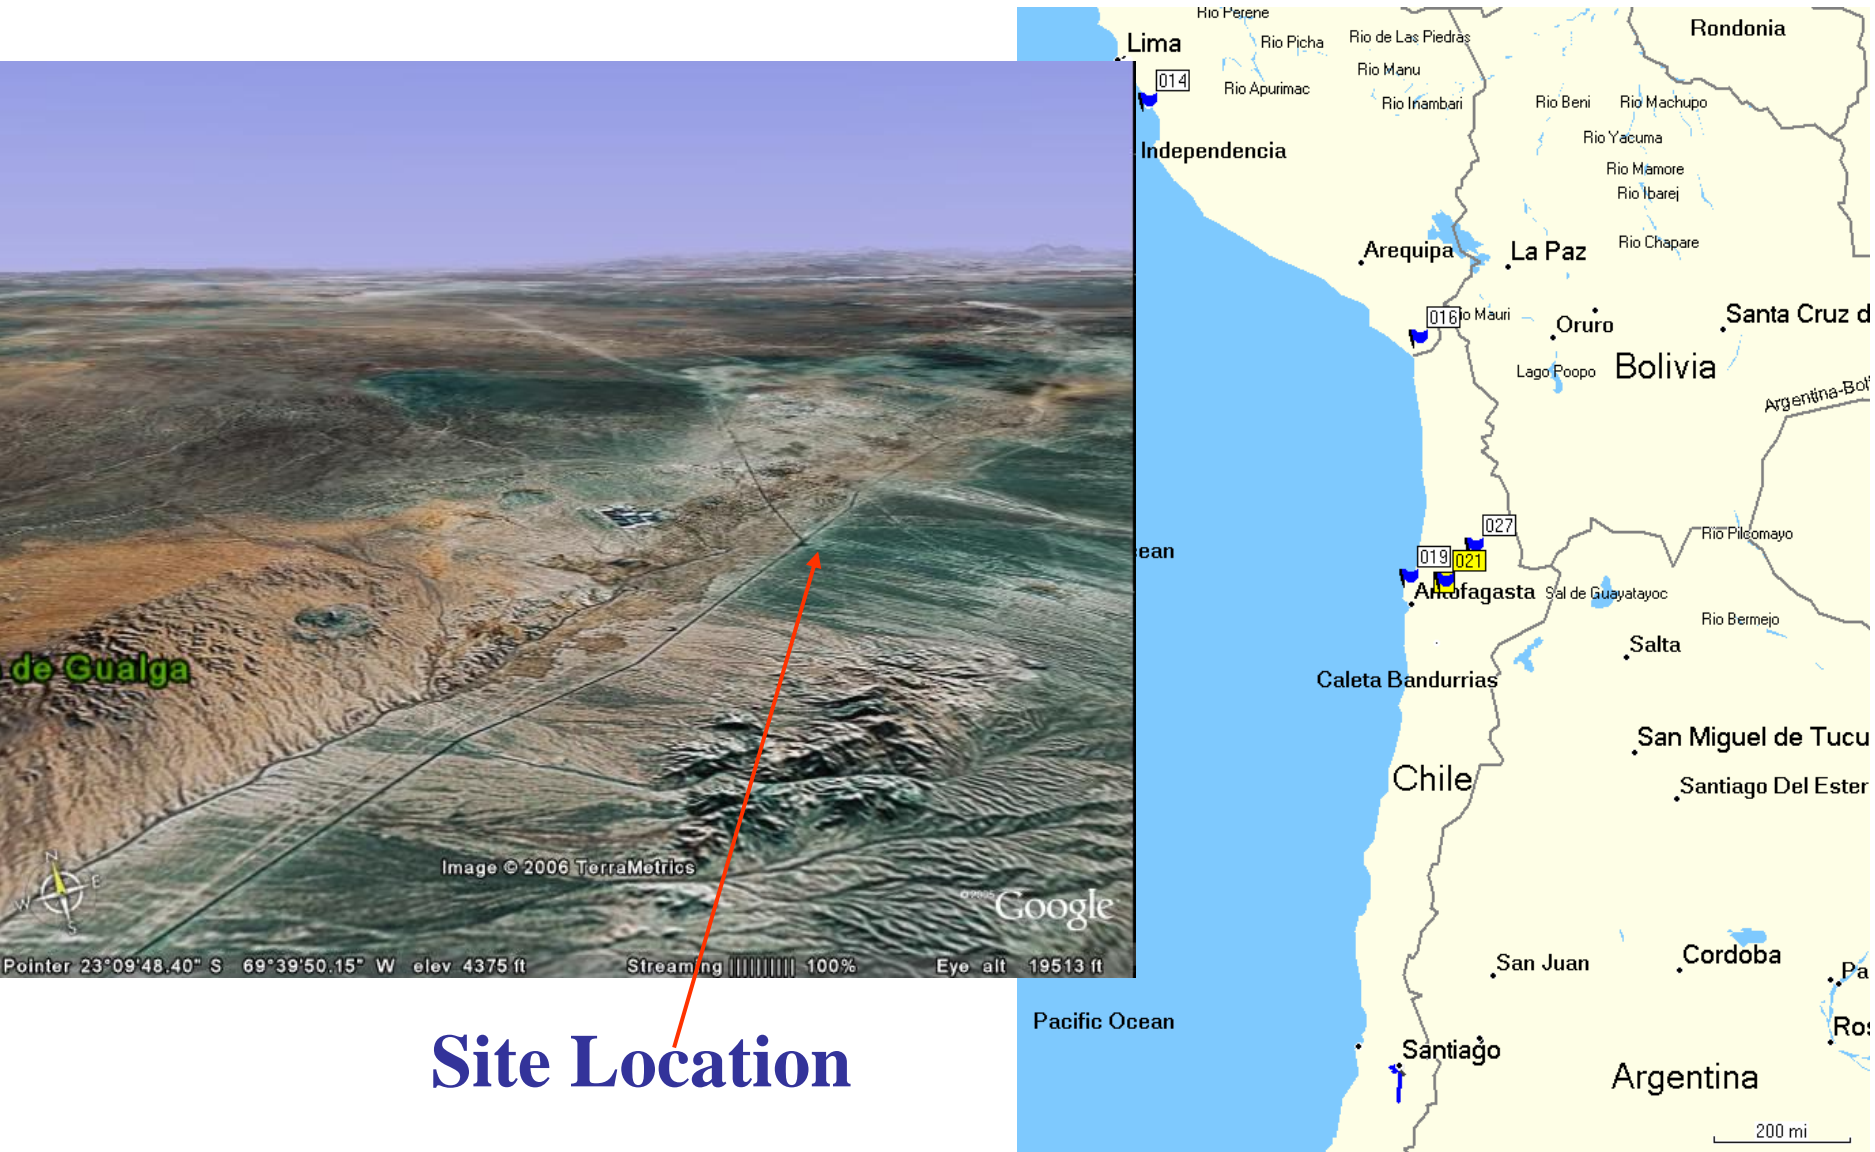 de Gualga
N
W
E
S
Image © 2006 TerraMetrics
Google
Pointer 23°09'48.40" S 69°39'50.15" W elev 4375 ft Streaming |||||||||| 100% Eye alt 19513 ft
Site Location
Rio Perene
Lima
Rio Picha
Rio de Las Piedras
Rondonia
014
Rio Manu
Rio Apurimac
Rio Inambari
Rio Beni
Rio Machupo
Independencia
Rio Yacuma
Rio Mamore
Rio Ibarej
Arequipa
La Paz
Rio Chapare
016
io Mauri
Oruro
Santa Cruz d
Lago Poopo
Bolivia
Argentina-Boli
027
Rio Pilcomayo
ean
019
021
Antofagasta
Sal de Guayatayoc
Rio Bermejo
Salta
Caleta Bandurrias
San Miguel de Tucu
Chile
Santiago Del Ester
San Juan
Cordoba
Pa
Pacific Ocean
Ros
Santiago
Argentina
200 mi